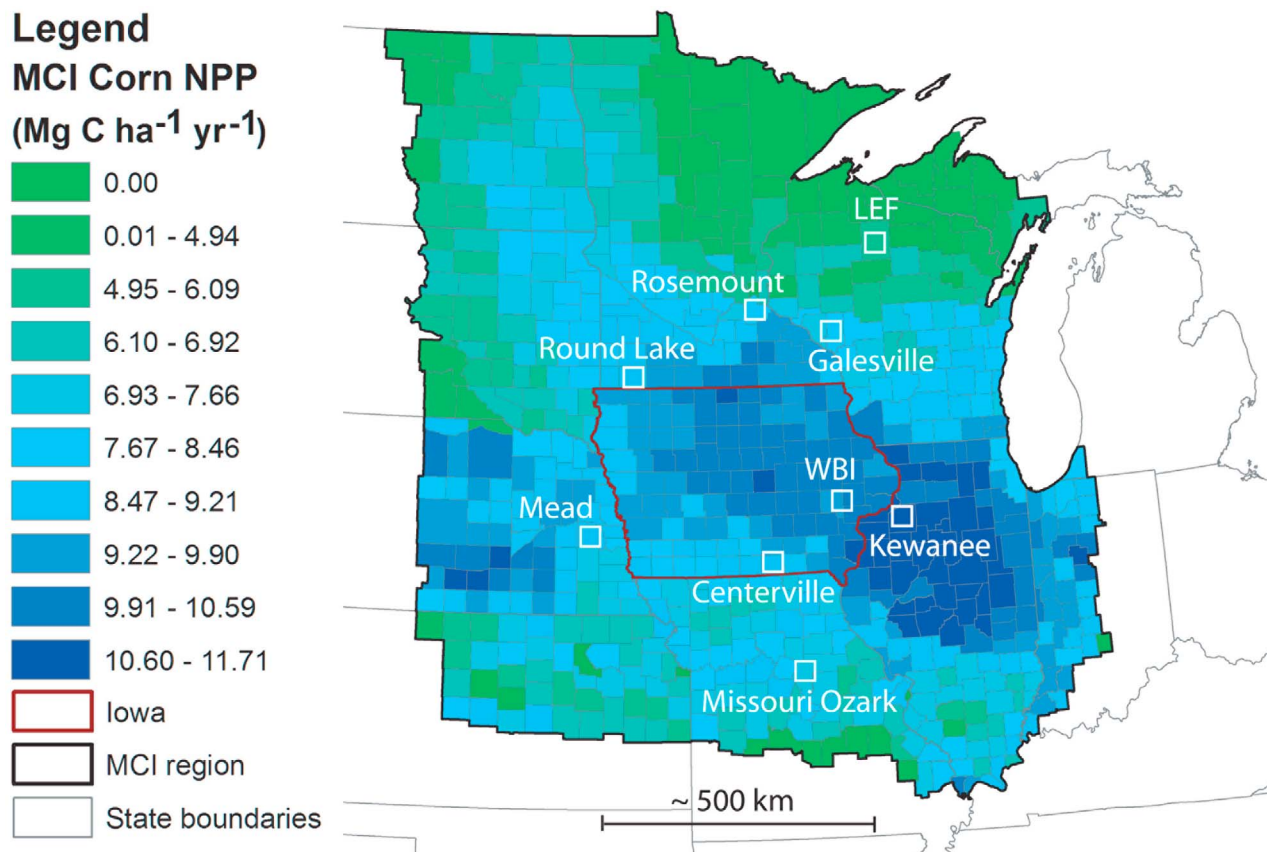 Legend
MCI Corn NPP
(Mg C ha-1 yr-1)
0.00
0.01 - 4.94
4.95 - 6.09
6.10 - 6.92
6.93 - 7.66
7.67 - 8.46
8.47 - 9.21
9.22 - 9.90
9.91 - 10.59
10.60 - 11.71
Iowa
MCI region
State boundaries
LEF
Rosemount
Galesville
Round Lake
WBI
Mead
Kewanee
Centerville
Missouri Ozark
~ 500 km